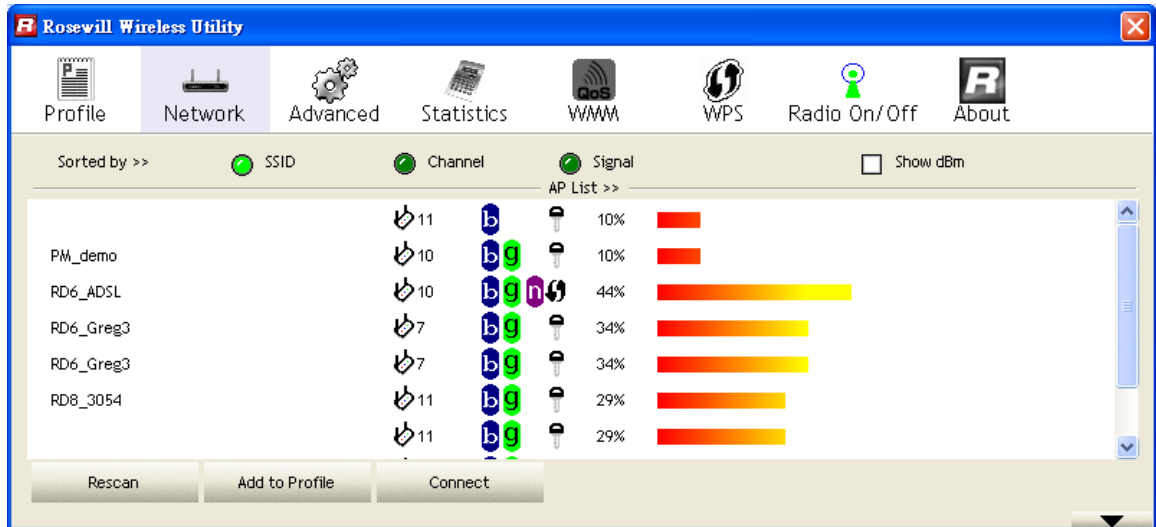 R Rosewill Wireless Utility
P
QoS
R
Profile Network Advanced Statistics WMM WPS Radio On/Off About
Sorted by >> SSID Channel Signal Show dBm
AP List >>
11 b 10%
PM_demo 10 b g 10%
RD6_ADSL 10 b g n 44%
RD6_Greg3 7 b g 34%
RD6_Greg3 7 b g 34%
RD8_3054 11 b g 29%
11 b g 29%
Rescan Add to Profile Connect